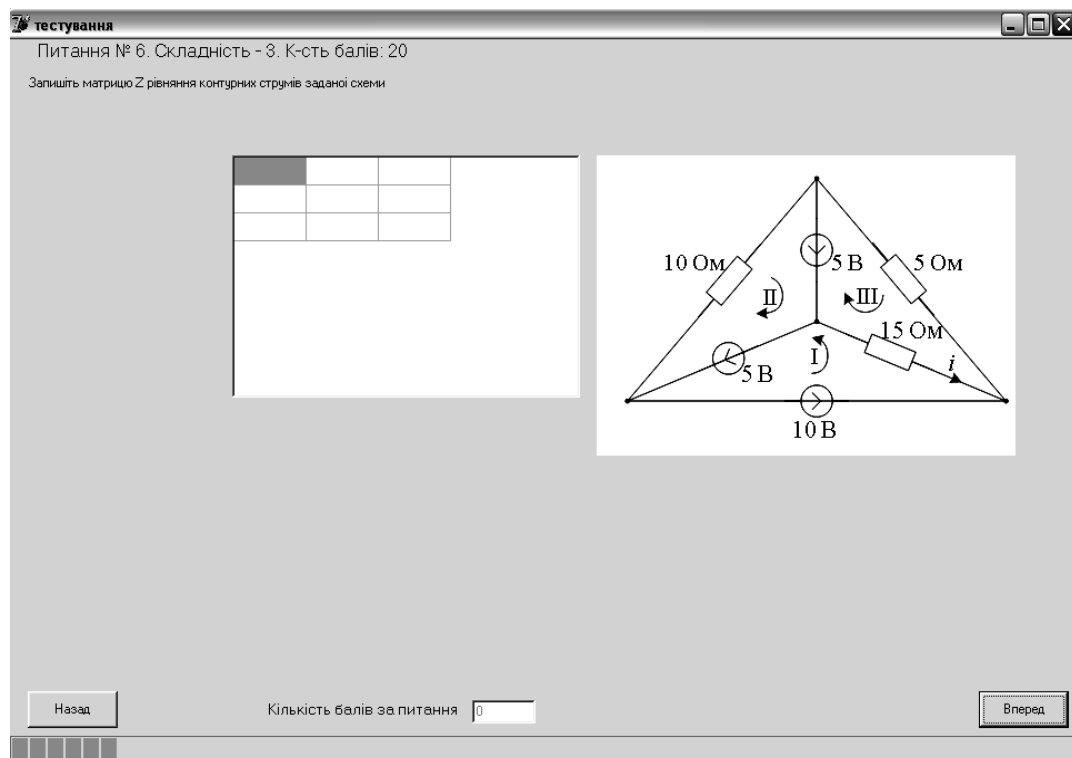 тестування
Питання № 6. Складність - 3. К-сть балів: 20
Запишіть матрицю Z рівняння контурних струмів заданої схеми
10 Ом
5 В
5 Ом
II
III
15 Ом
I
i
5 В
10 В
Назад
Кількість балів за питання
0
Вперед